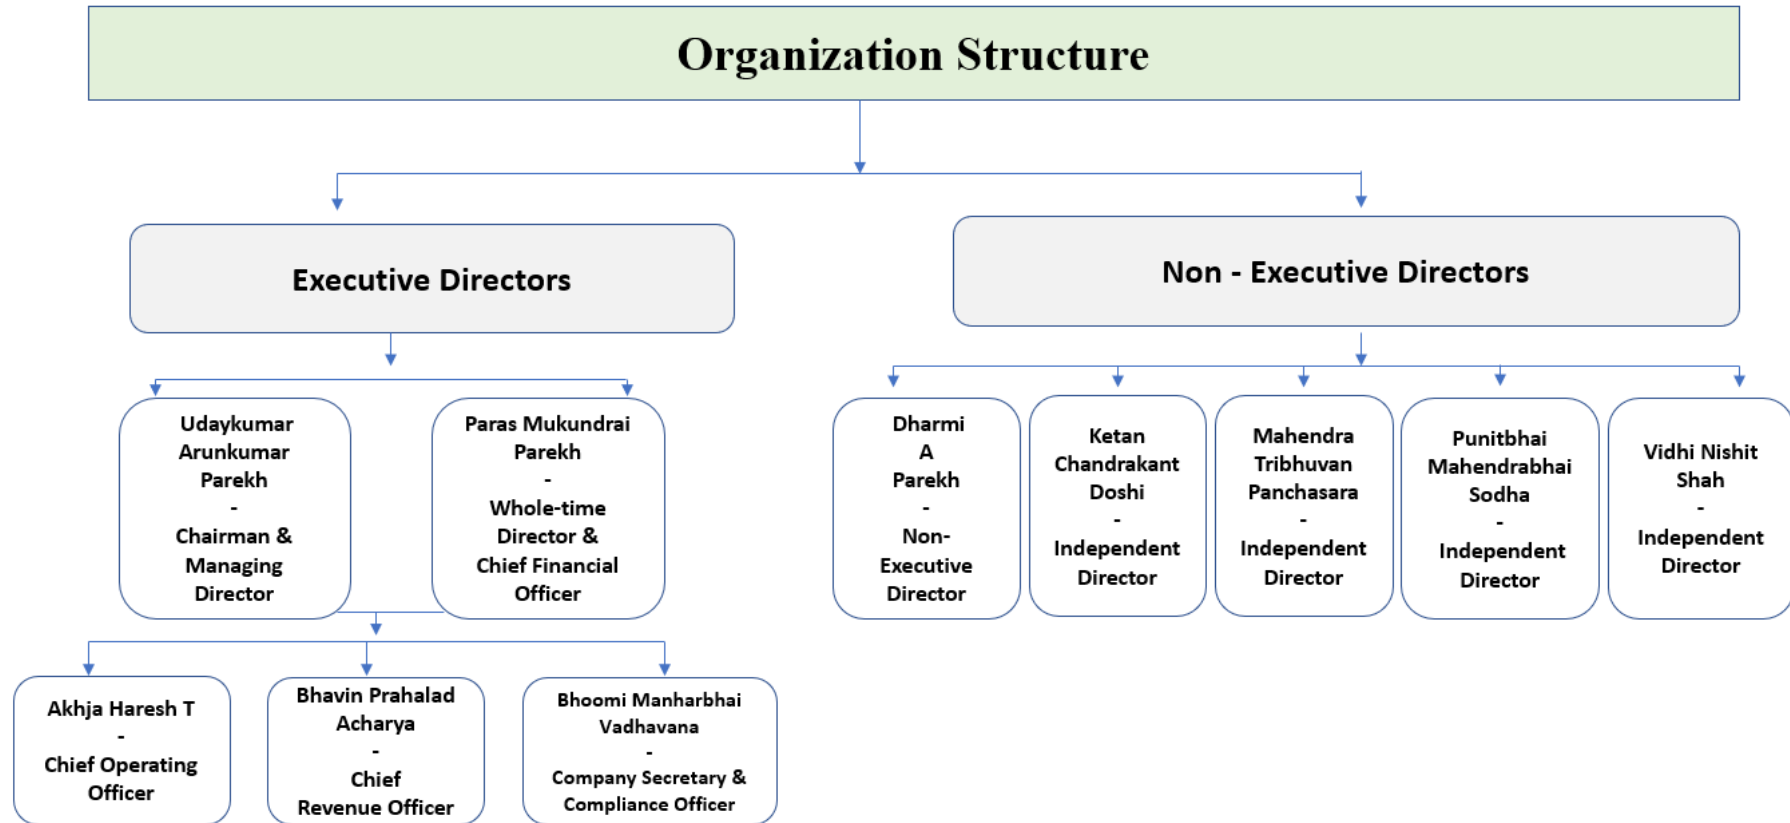 Organization Structure
Executive Directors
Non - Executive Directors
Udaykumar
Arunkumar
Parekh
-
Chairman &
Managing
Director
Paras Mukundrai
Parekh
-
Whole-time
Director &
Chief Financial
Officer
Dharmi
A
Parekh
-
Non-
Executive
Director
Ketan
Chandrakant
Doshi
-
Independent
Director
Mahendra
Tribhuvan
Panchasara
-
Independent
Director
Punitbhai
Mahendrabhai
Sodha
-
Independent
Director
Vidhi Nishit
Shah
-
Independent
Director
Akhja Haresh T
-
Chief Operating
Officer
Bhavin Prahalad
Acharya
-
Chief
Revenue Officer
Bhoomi Manharbhai
Vadhavana
-
Company Secretary &
Compliance Officer